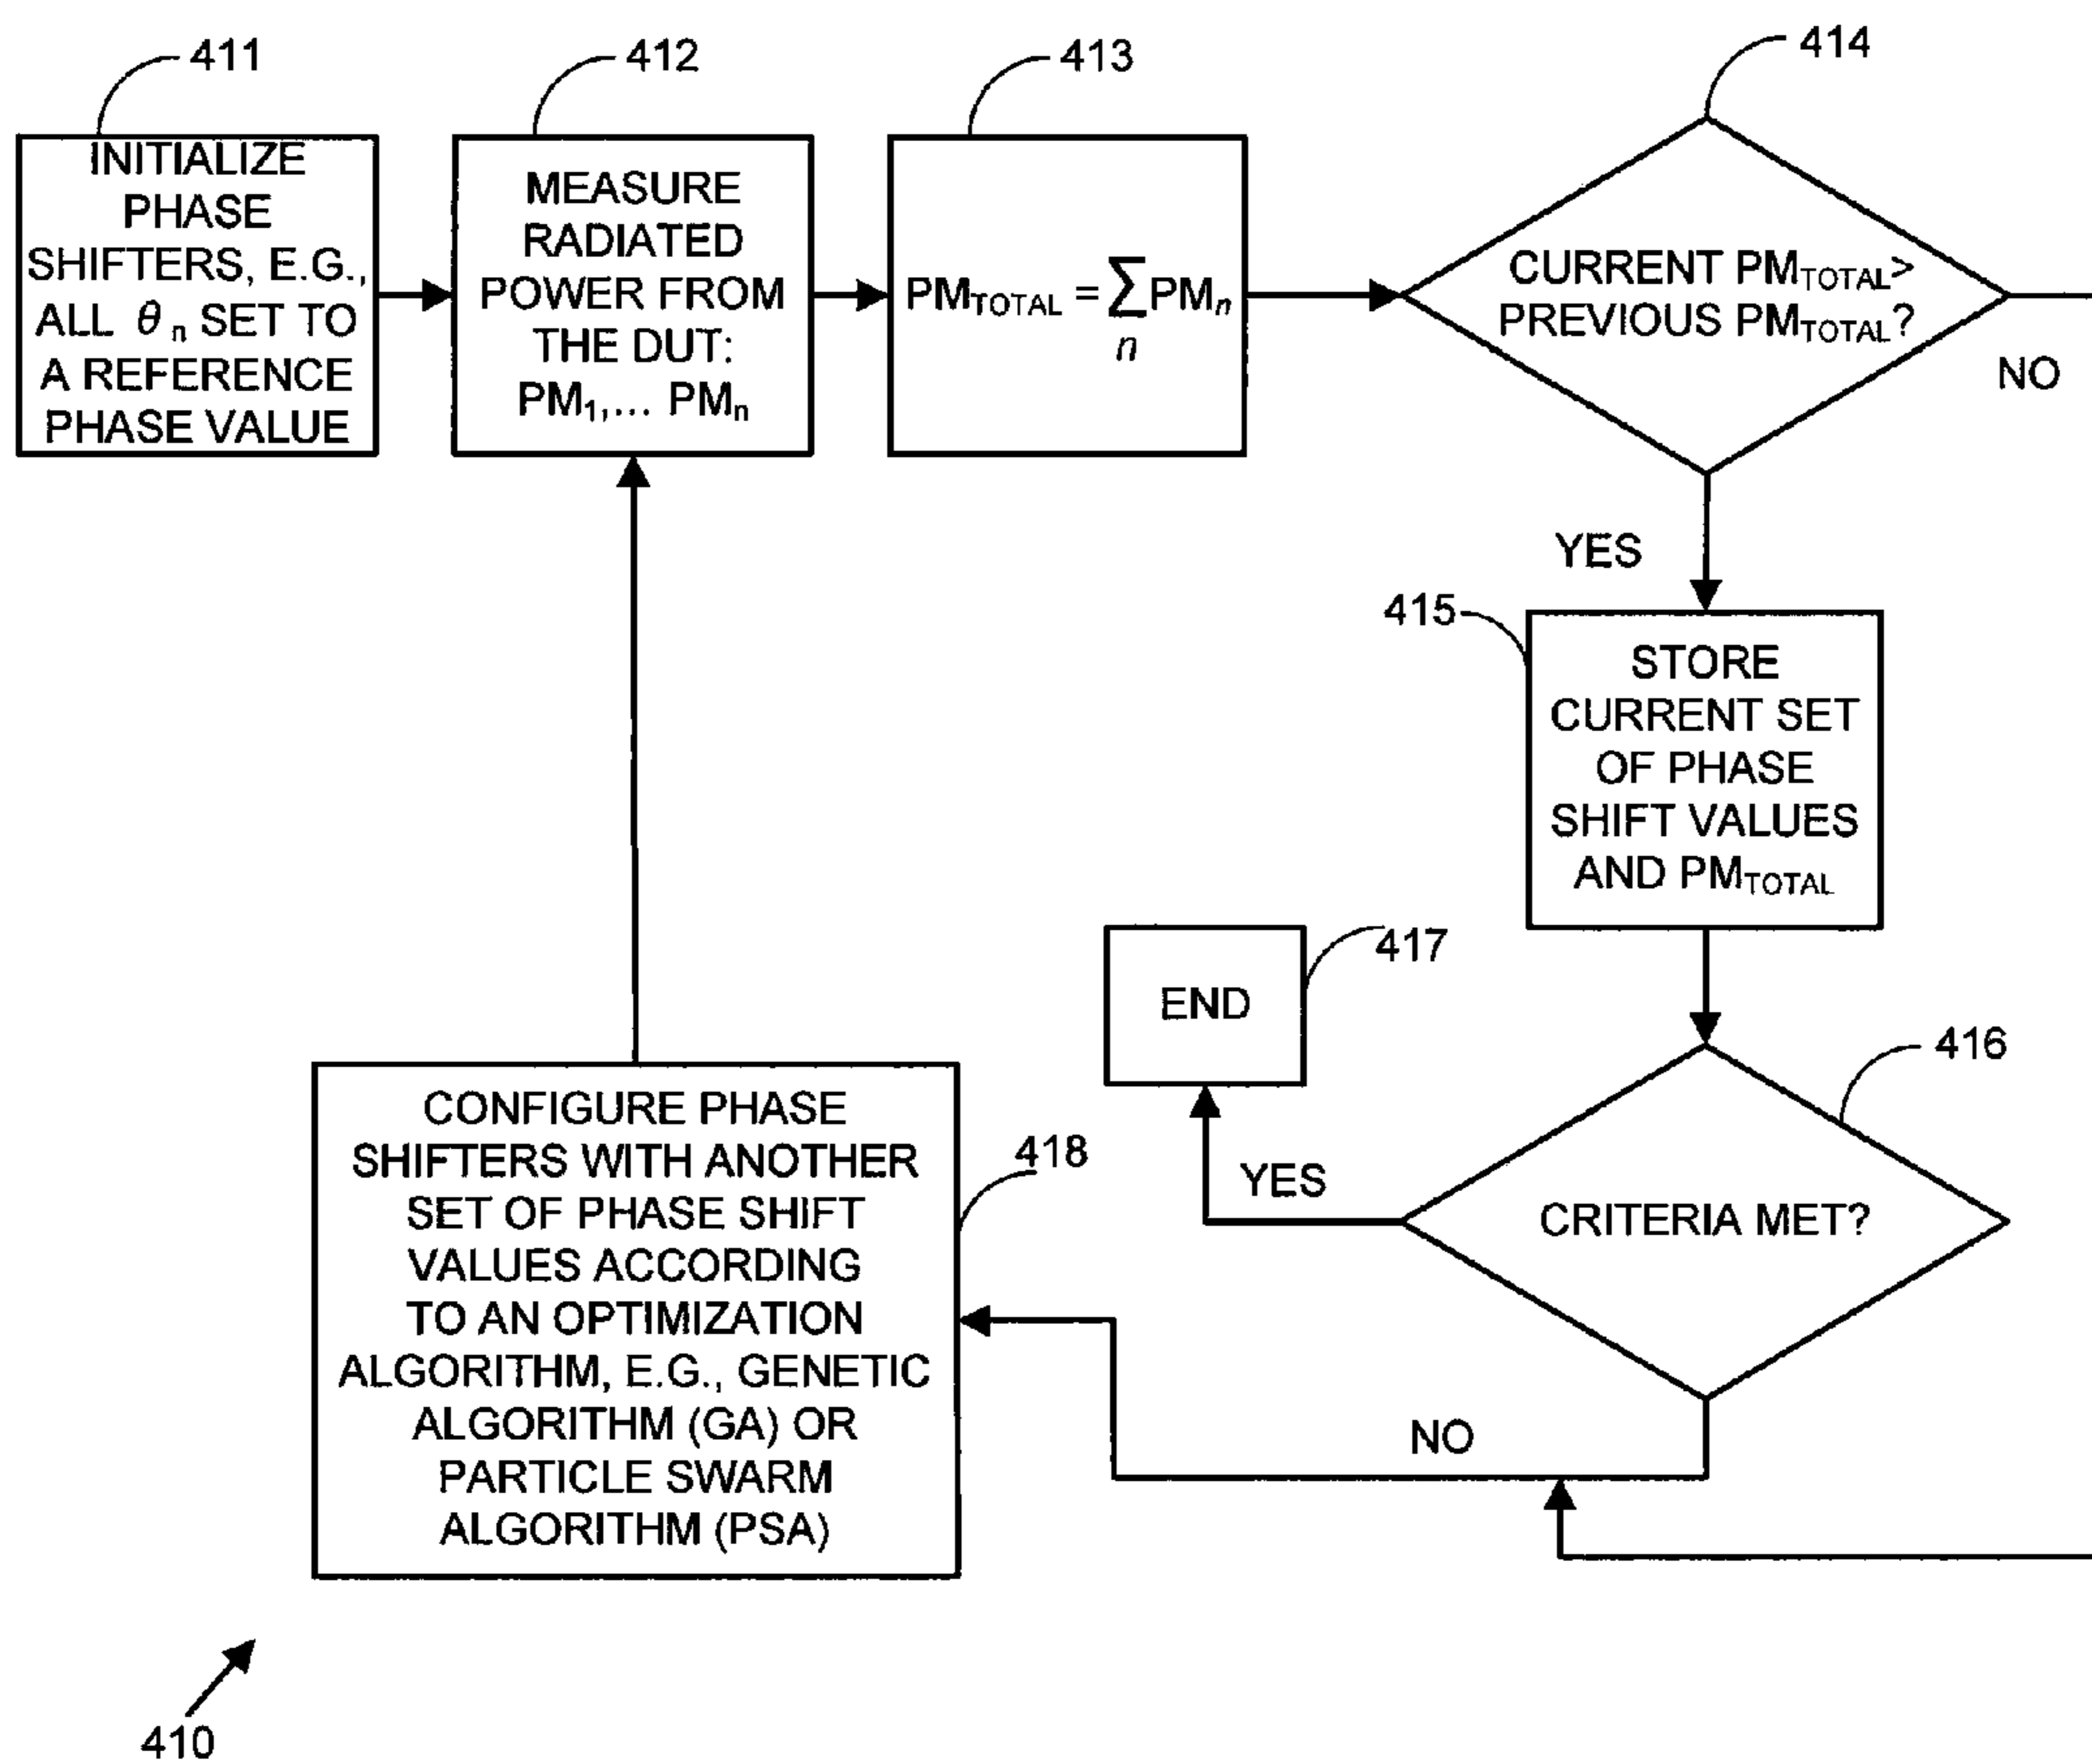 411
INITIALIZE
PHASE
SHIFTERS, E.G.,
ALL θn SET TO
A REFERENCE
PHASE VALUE
412
MEASURE
RADIATED
POWER FROM
THE DUT:
PM1,... PMn
413
PMTOTAL = ∑ PMn
n
414
CURRENT PMTOTAL>
PREVIOUS PMTOTAL?
NO
YES
415
STORE
CURRENT SET
OF PHASE
SHIFT VALUES
AND PMTOTAL
416
CRITERIA MET?
YES
417
END
NO
418
CONFIGURE PHASE
SHIFTERS WITH ANOTHER
SET OF PHASE SHIFT
VALUES ACCORDING
TO AN OPTIMIZATION
ALGORITHM, E.G., GENETIC
ALGORITHM (GA) OR
PARTICLE SWARM
ALGORITHM (PSA)
410